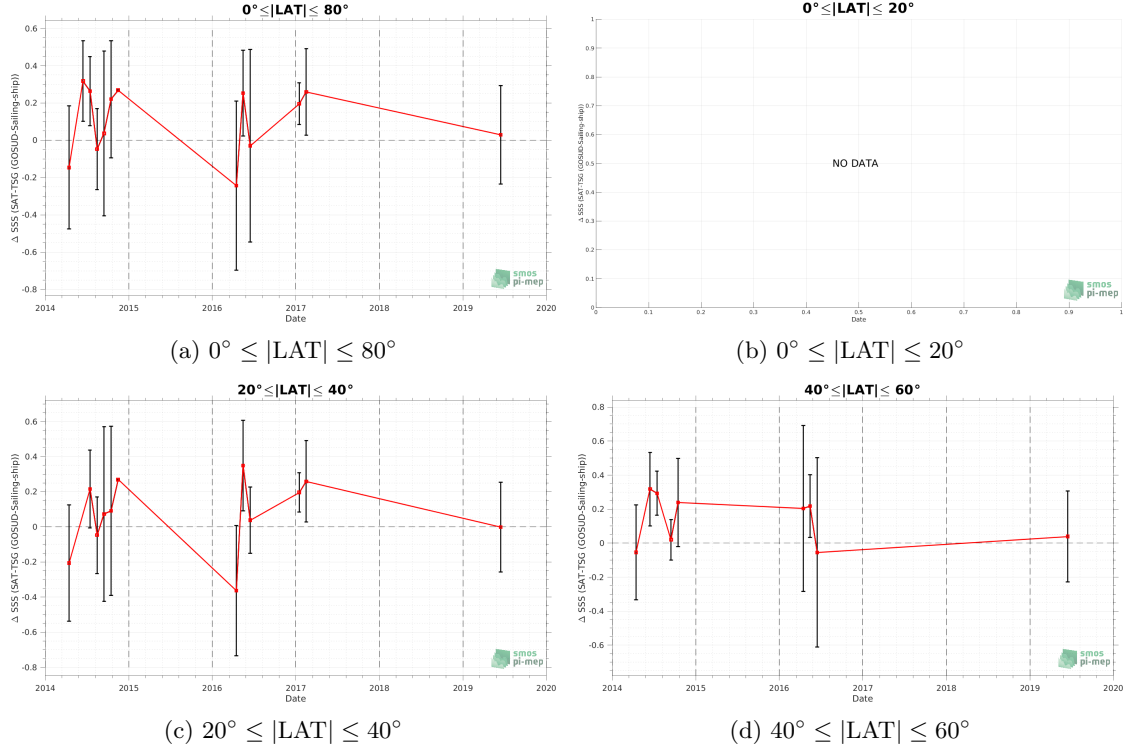 0°≤|LAT|≤ 80°
Δ SSS (SAT-TSG (GOSUD-Sailing-ship))
0.6
0.4
0.2
0
-0.2
-0.4
-0.6
-0.8
2014 2015 2016 2017 2018 2019 2020
Date
smos
pi-mep
(a) 0° ≤ |LAT| ≤ 80°
0°≤|LAT|≤ 20°
Δ SSS (SAT-TSG (GOSUD-Sailing-ship))
1
0.9
0.8
0.7
0.6
0.5
0.4
0.3
0.2
0.1
0
NO DATA
0 0.1 0.2 0.3 0.4 0.5 0.6 0.7 0.8 0.9 1
Date
smos
pi-mep
(b) 0° ≤ |LAT| ≤ 20°
20°≤|LAT|≤ 40°
Δ SSS (SAT-TSG (GOSUD-Sailing-ship))
0.6
0.4
0.2
0
-0.2
-0.4
-0.6
-0.8
2014 2015 2016 2017 2018 2019 2020
Date
smos
pi-mep
(c) 20° ≤ |LAT| ≤ 40°
40°≤|LAT|≤ 60°
Δ SSS (SAT-TSG (GOSUD-Sailing-ship))
0.8
0.6
0.4
0.2
0
-0.2
-0.4
-0.6
2014 2015 2016 2017 2018 2019 2020
Date
smos
pi-mep
(d) 40° ≤ |LAT| ≤ 60°